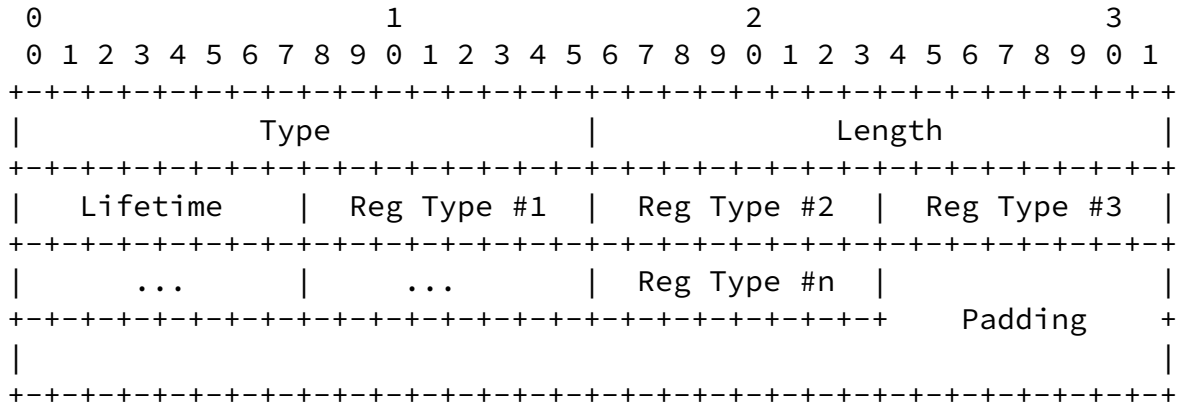 0                   1                   2                   3
 0 1 2 3 4 5 6 7 8 9 0 1 2 3 4 5 6 7 8 9 0 1 2 3 4 5 6 7 8 9 0 1
+-+-+-+-+-+-+-+-+-+-+-+-+-+-+-+-+-+-+-+-+-+-+-+-+-+-+-+-+-+-+-+-+
|             Type              |             Length            |
+-+-+-+-+-+-+-+-+-+-+-+-+-+-+-+-+-+-+-+-+-+-+-+-+-+-+-+-+-+-+-+-+
|   Lifetime    |  Reg Type #1  |  Reg Type #2  |  Reg Type #3  |
+-+-+-+-+-+-+-+-+-+-+-+-+-+-+-+-+-+-+-+-+-+-+-+-+-+-+-+-+-+-+-+-+
|      ...      |     ...       |  Reg Type #n  |               |
+-+-+-+-+-+-+-+-+-+-+-+-+-+-+-+-+-+-+-+-+-+-+-+-+    Padding    +
|                                                               |
+-+-+-+-+-+-+-+-+-+-+-+-+-+-+-+-+-+-+-+-+-+-+-+-+-+-+-+-+-+-+-+-+